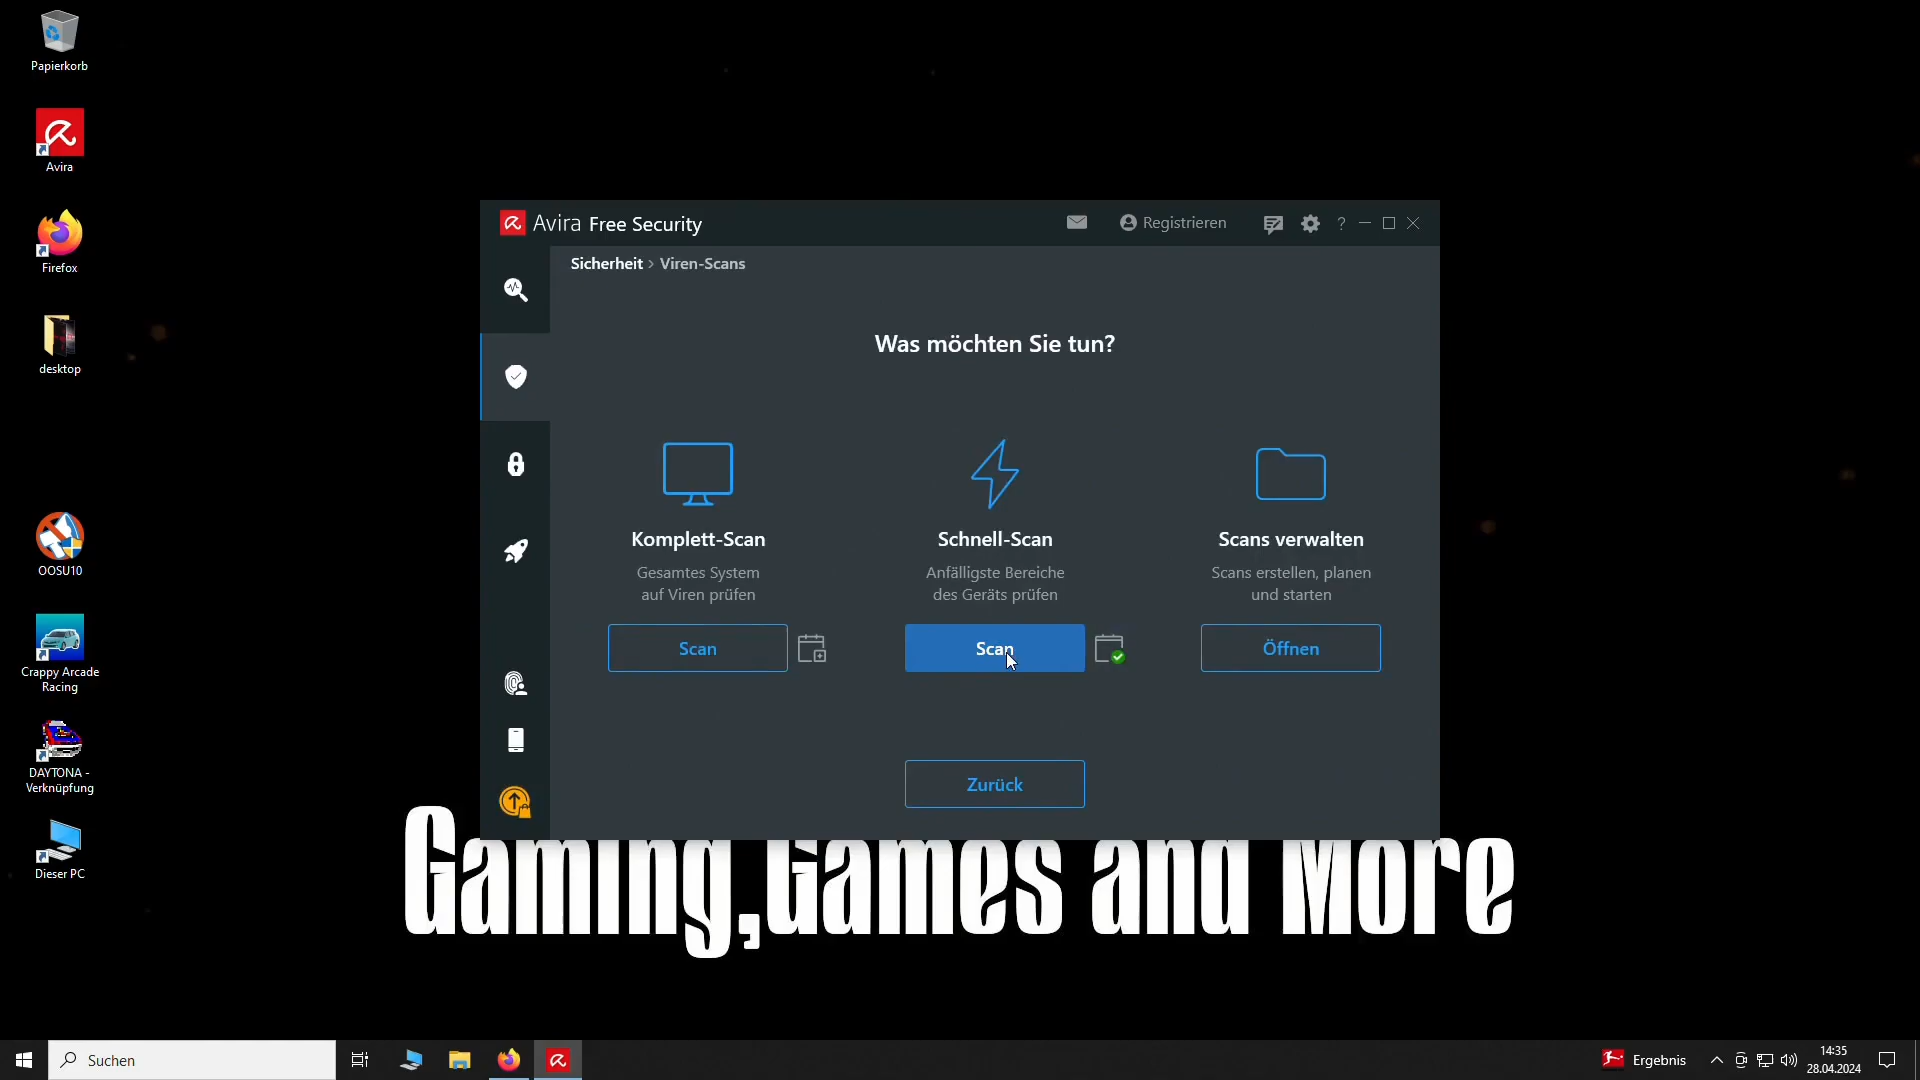 Papierkorb
Avira
Firefox
desktop
OOSU10
Crappy Arcade
Racing
DAYTONA -
Verknüpfung
Dieser PC
Avira Free Security
Registrieren
?
Sicherheit > Viren-Scans
Was möchten Sie tun?
Komplett-Scan
Gesamtes System
auf Viren prüfen
Scan
Schnell-Scan
Anfälligste Bereiche
des Geräts prüfen
Scan
Scans verwalten
Scans erstellen, planen
und starten
Öffnen
Zurück
Gaming,Games and More
Suchen
Ergebnis
14:35
28.04.2024